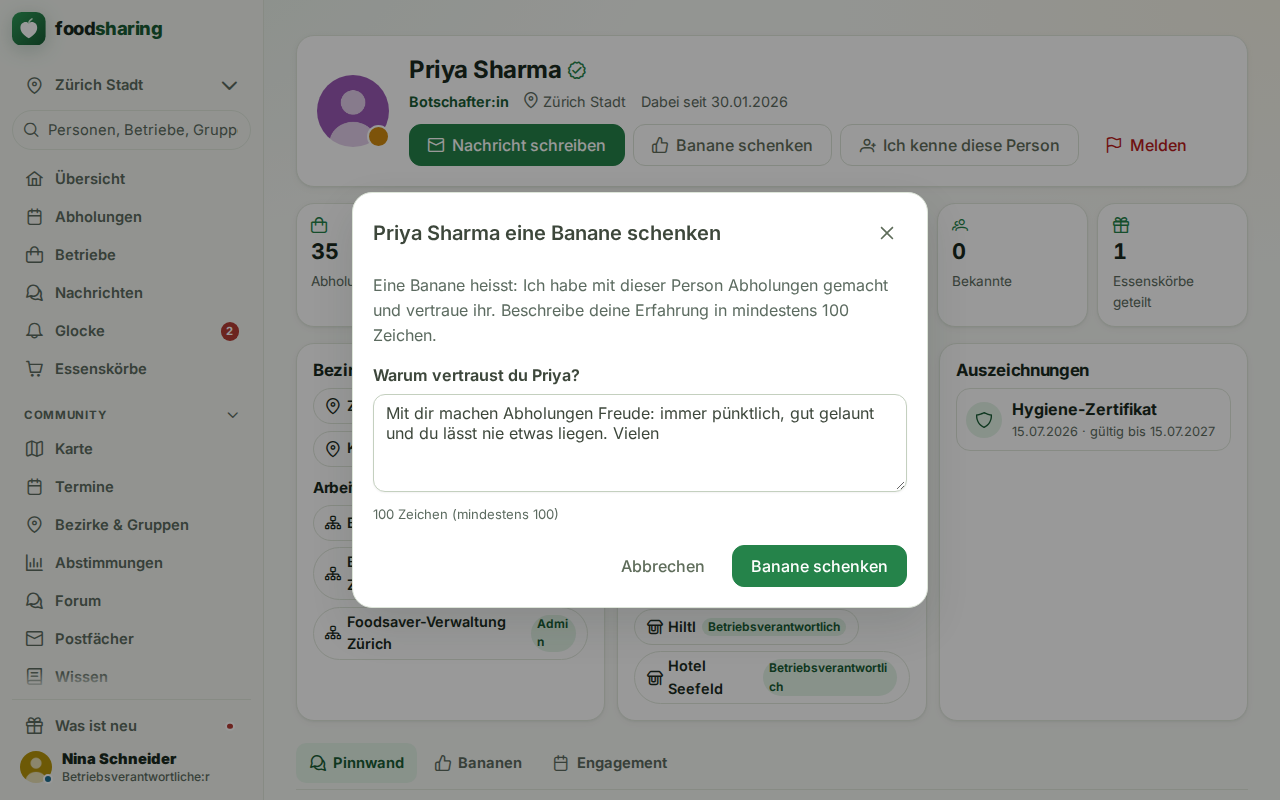 foodsharing
Zürich Stadt
Personen, Betriebe, Grupp
Übersicht
Abholungen
Betriebe
Nachrichten
Glocke 2
Essenskörbe
COMMUNITY
Karte
Termine
Bezirke & Gruppen
Abstimmungen
Forum
Postfächer
Wissen
Was ist neu
Nina Schneider
Betriebsverantwortliche:r
Priya Sharma
Botschafter:in Zürich Stadt Dabei seit 30.01.2026
Nachricht schreiben Banane schenken Ich kenne diese Person Melden
35
0
Bekannte
1
Essenskörbe
geteilt
Priya Sharma eine Banane schenken
Eine Banane heisst: Ich habe mit dieser Person Abholungen gemacht
und vertraue ihr. Beschreibe deine Erfahrung in mindestens 100
Zeichen.
Warum vertraust du Priya?
Mit dir machen Abholungen Freude: immer pünktlich, gut gelaunt
und du lässt nie etwas liegen. Vielen
100 Zeichen (mindestens 100)
Abbrechen Banane schenken
Foodsaver-Verwaltung
Zürich
Admi
n
Hiltl Betriebsverantwortlich
Hotel
Seefeld
Betriebsverantwortli
ch
Auszeichnungen
Hygiene-Zertifikat
15.07.2026 · gültig bis 15.07.2027
Pinnwand Bananen Engagement